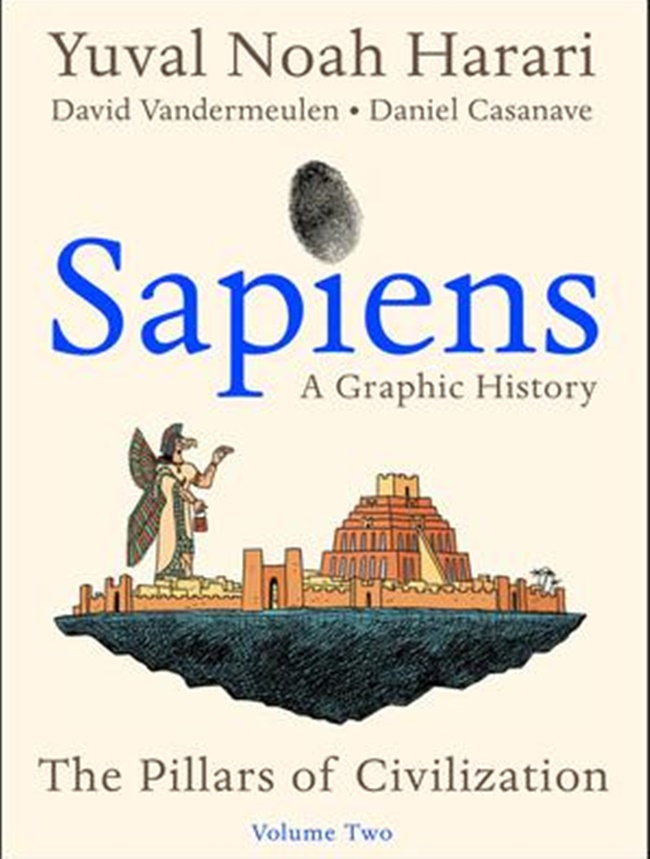 Yuval Noah Harari
David Vandermeulen • Daniel Casanave
Sapiens
A Graphic History
The Pillars of Civilization
Volume Two